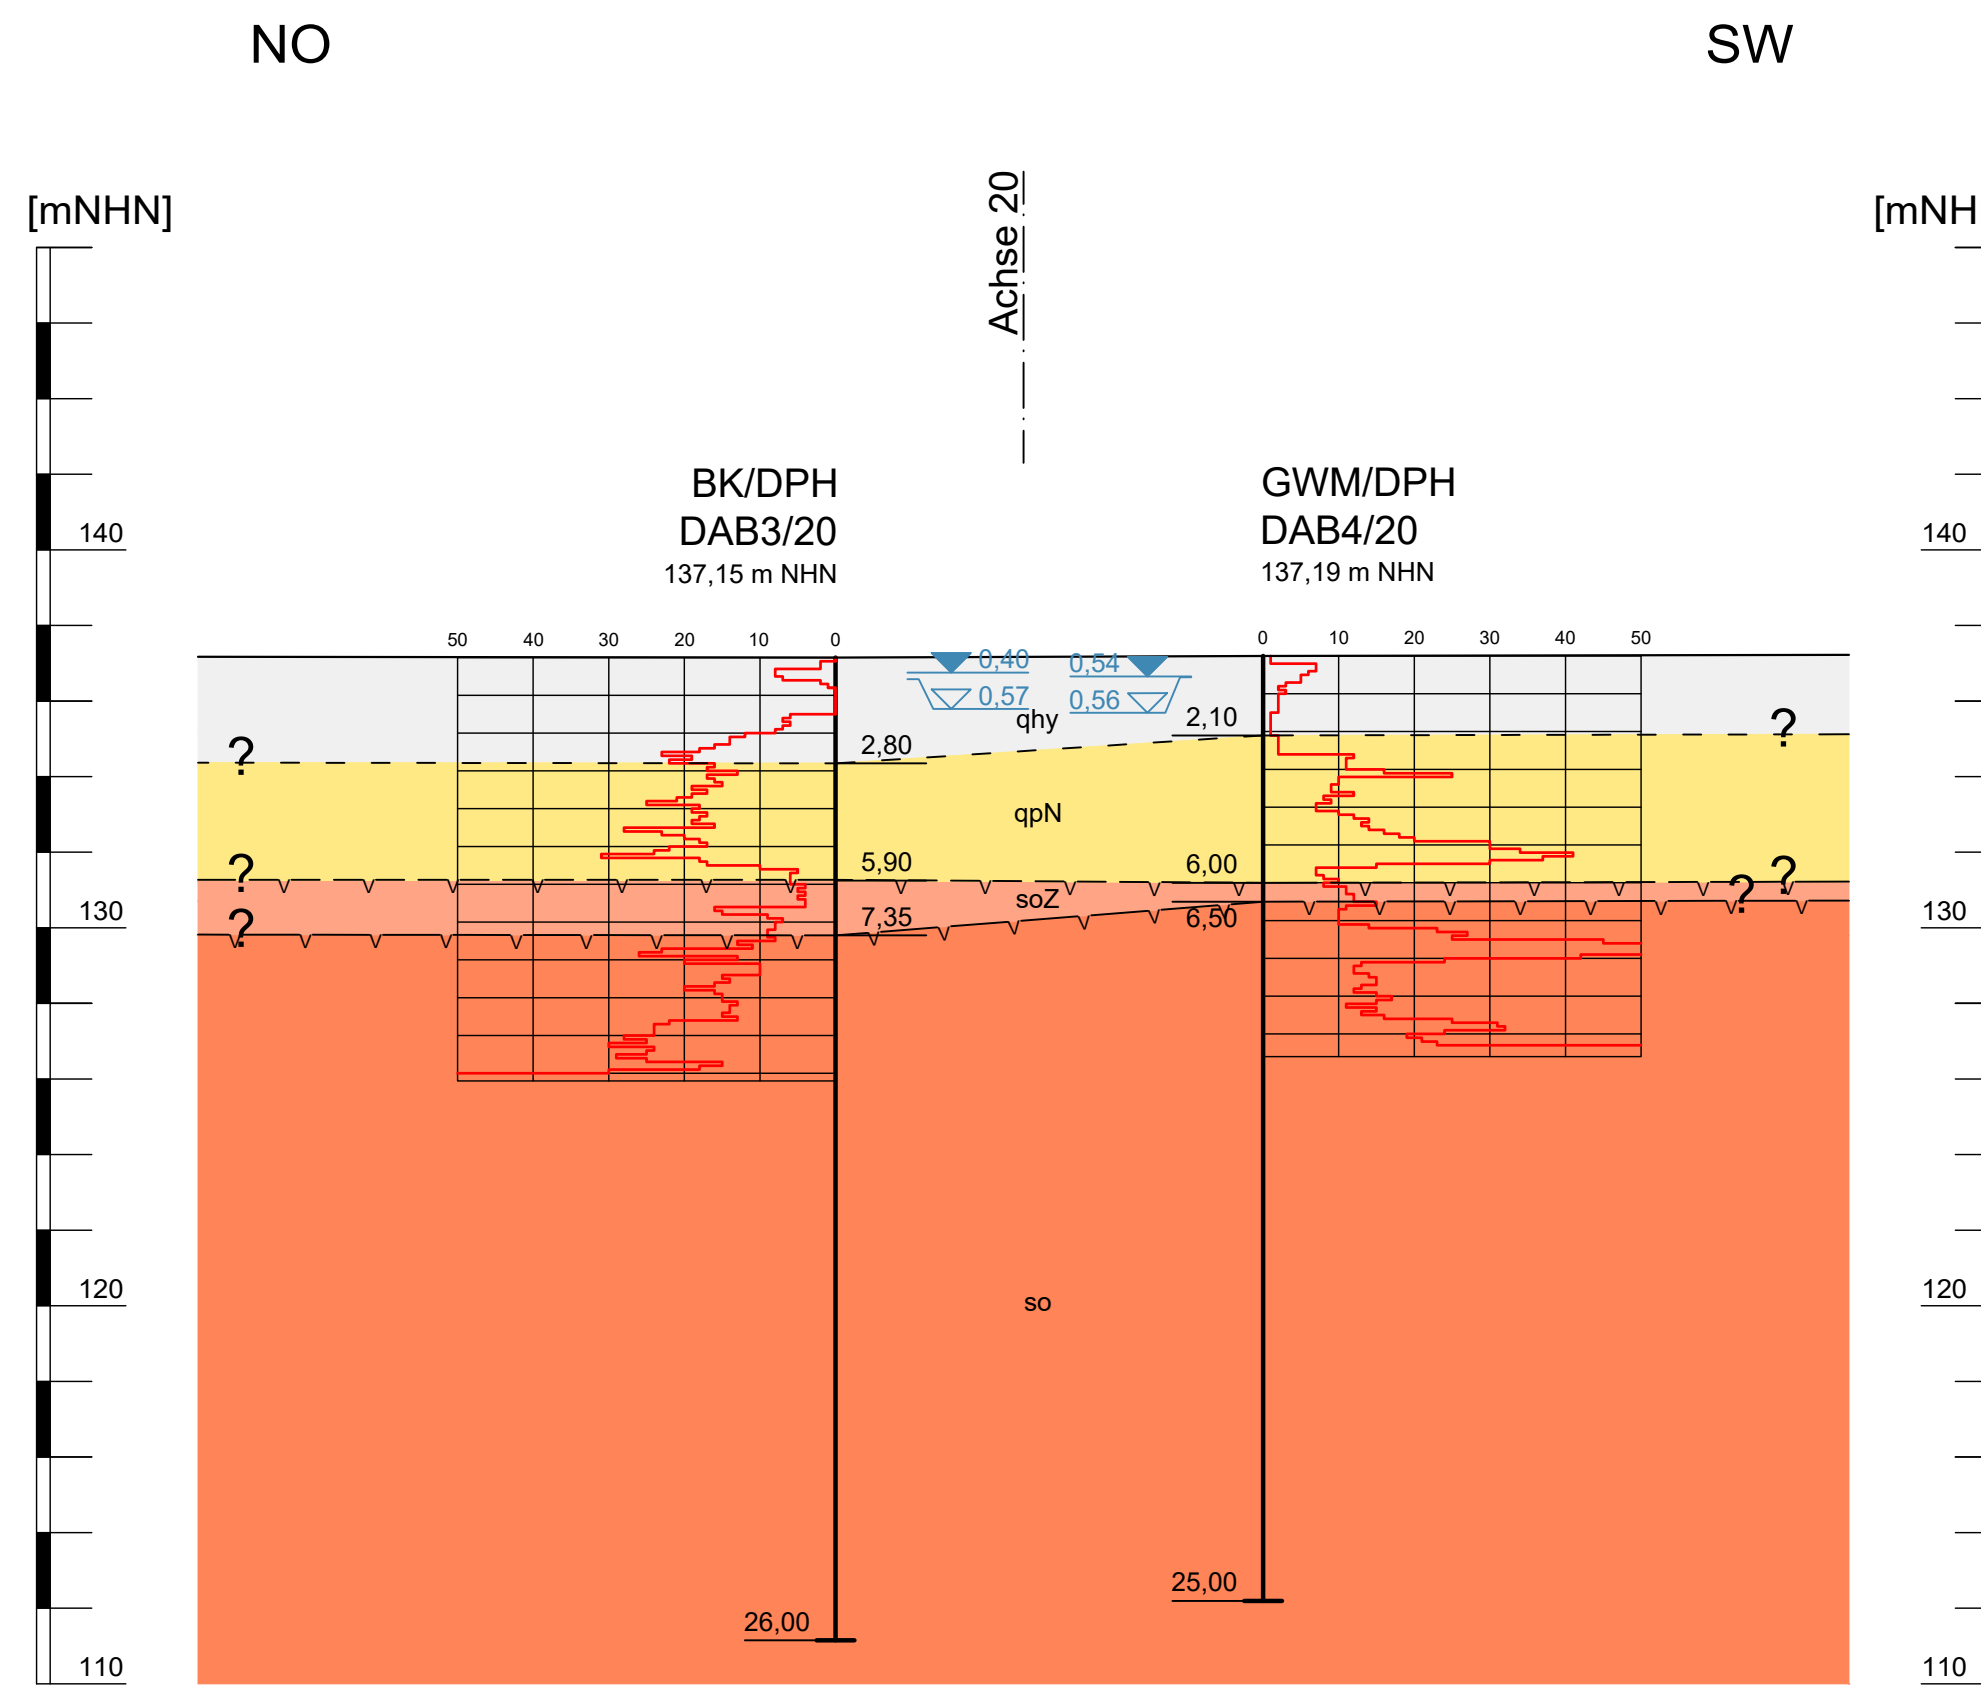 NO
SW
Achse 20
[mNHN]
[mNH
BK/DPH
DAB3/20
137,15 m NHN
GWM/DPH
DAB4/20
137,19 m NHN
140
140
50 40 30 20 10 0
0 10 20 30 40 50
0,40
0,54
0,57
0,56
qhy
2,10
?
2,80
?
qpN
5,90
6,00
?
?
soZ
?
7,35
6,50
?
130
130
so
120
120
25,00
26,00
110
110